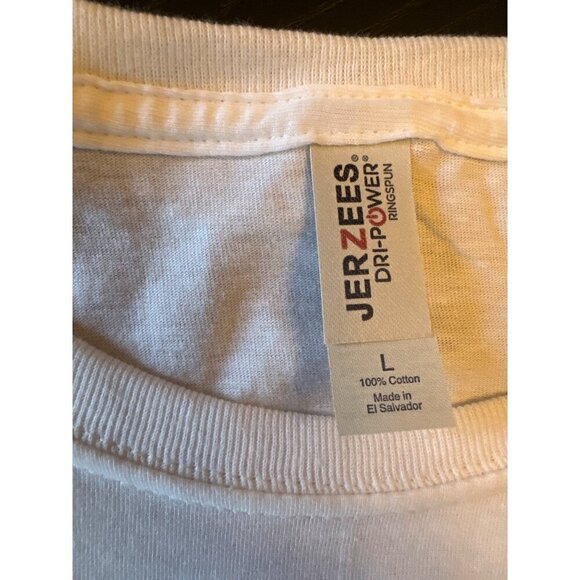 JERZEES®
DRI-POWER®
RINGSPUN
L
100% Cotton
Made in
El Salvador